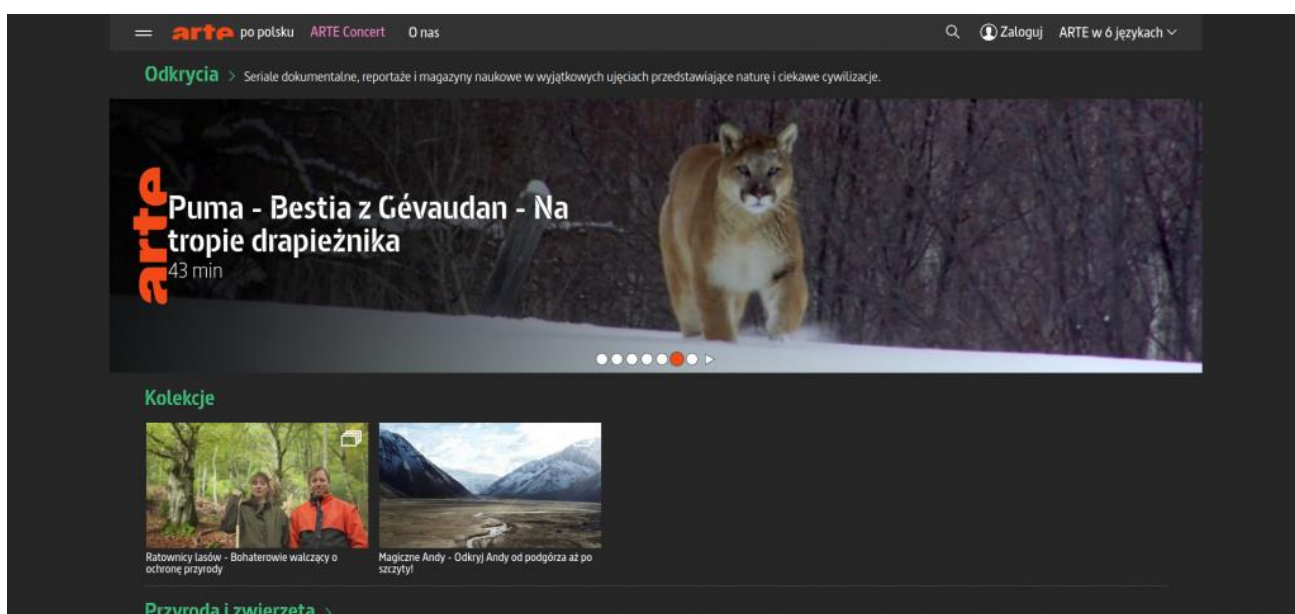 arte po polsku ARTE Concert O nas Zaloguj ARTE w 6 językach
Odkrycia > Seriale dokumentalne, reportaże i magazyny naukowe w wyjątkowych ujęciach przedstawiające naturę i ciekawe cywilizacje.
arte
Puma - Bestia z Gévaudan - Na
tropie drapieżnika
43 min
Kolekcje
Ratownicy lasów - Bohaterowie walczący o
ochronę przyrody
Magiczne Andy - Odkryj Andy od podgórza aż po
szczyty!
Przyroda i zwierzęta >